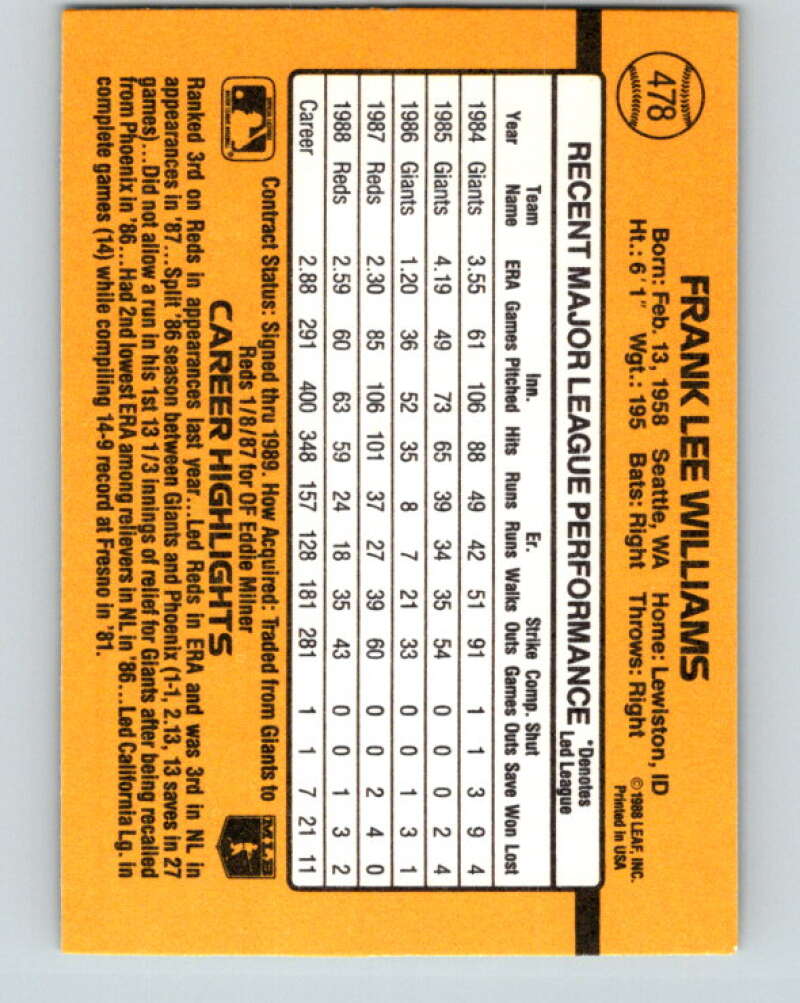 478
FRANK LEE WILLIAMS
Born: Feb. 13, 1958 Seattle, WA Home: Lewiston, ID
Ht.: 6'1" Wgt.: 195 Bats: Right Throws: Right
©1988 LEAF, INC.
Printed in USA
RECENT MAJOR LEAGUE PERFORMANCE *Denotes Led League
Year Team Name ERA Games Inn. Pitched Hits Runs Er. Runs Walks Strike Outs Comp. Games Shut Outs Save Won Lost
1984 Giants 3.55 61 106 88 49 42 51 91 1 1 3 9 4
1985 Giants 4.19 49 73 65 39 34 35 54 0 0 0 2 4
1986 Giants 1.20 36 52 35 8 7 21 33 0 0 1 3 1
1987 Reds 2.30 85 106 101 37 27 39 60 0 0 2 4 0
1988 Reds 2.59 60 63 59 24 18 35 43 0 0 1 3 2
Career 2.88 291 400 348 157 128 181 281 1 1 7 21 11
Contract Status: Signed thru 1989. How Acquired: Traded from Giants to
Reds 1/8/87 for OF Eddie Milner
MLB
CAREER HIGHLIGHTS
Ranked 3rd on Reds in appearances last year...Led Reds in ERA and was 3rd in NL in
appearances in '87...Split '86 season between Giants and Phoenix (1-1, 2.13, 13 saves in 27
games)...Did not allow a run in his 1st 13 1/3 innings of relief for Giants after being recalled
from Phoenix in '86...Had 2nd lowest ERA among relievers in NL in '86...Led California Lg. in
complete games (14) while compiling 14-9 record at Fresno in '81.